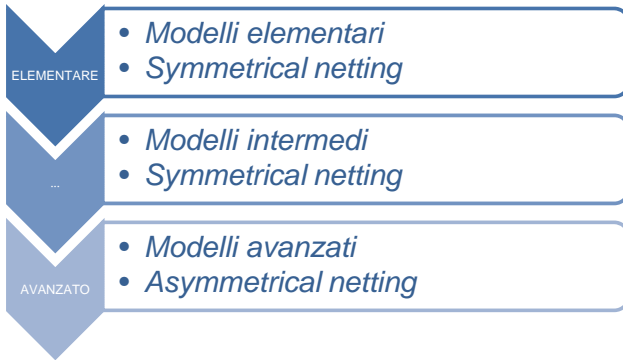 ELEMENTARE
• Modelli elementari
• Symmetrical netting
...
• Modelli intermedi
• Symmetrical netting
AVANZATO
• Modelli avanzati
• Asymmetrical netting